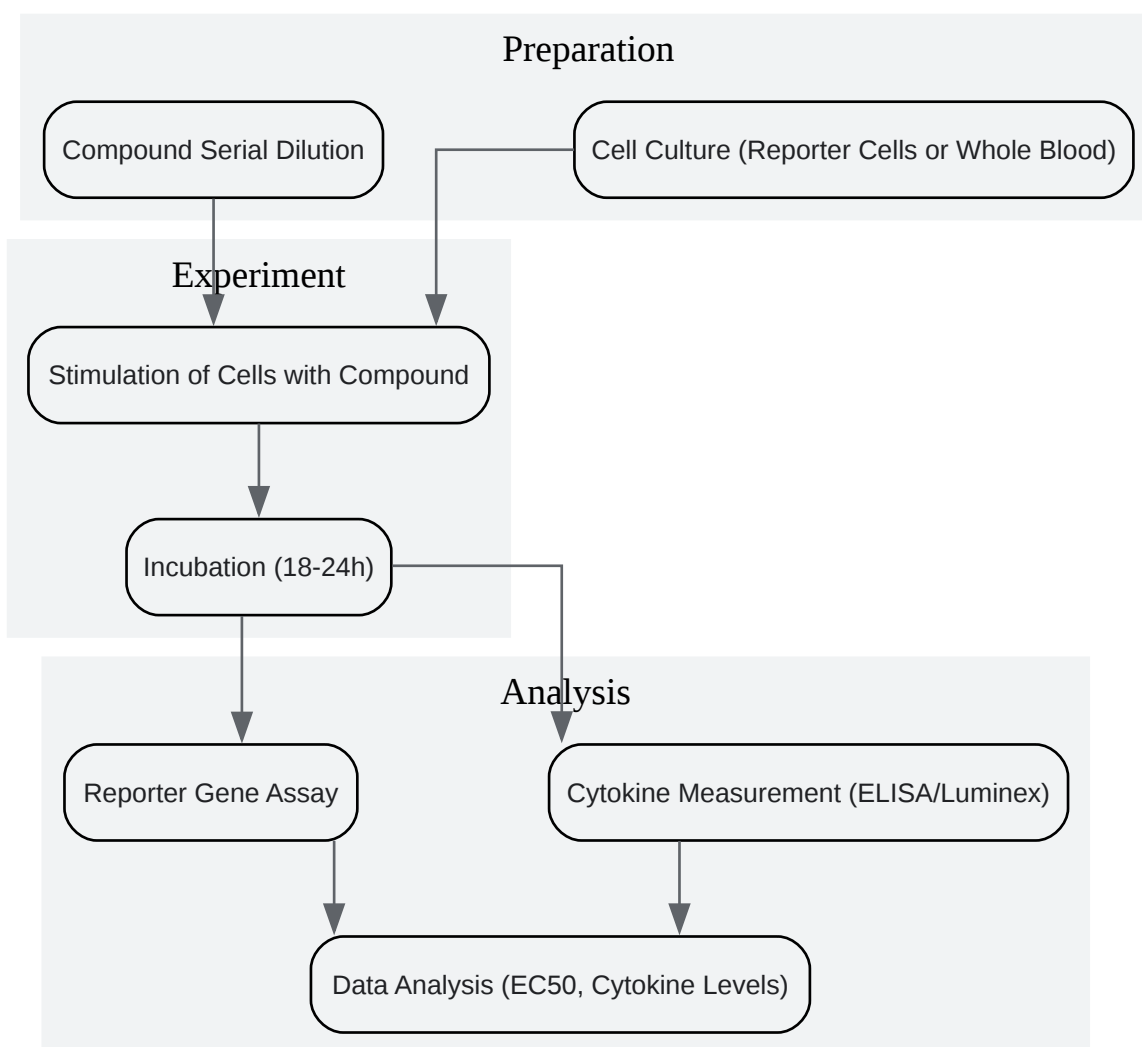 Preparation
Compound Serial Dilution
Cell Culture (Reporter Cells or Whole Blood)
Experiment
Stimulation of Cells with Compound
Incubation (18-24h)
Analysis
Reporter Gene Assay
Cytokine Measurement (ELISA/Luminex)
Data Analysis (EC50, Cytokine Levels)